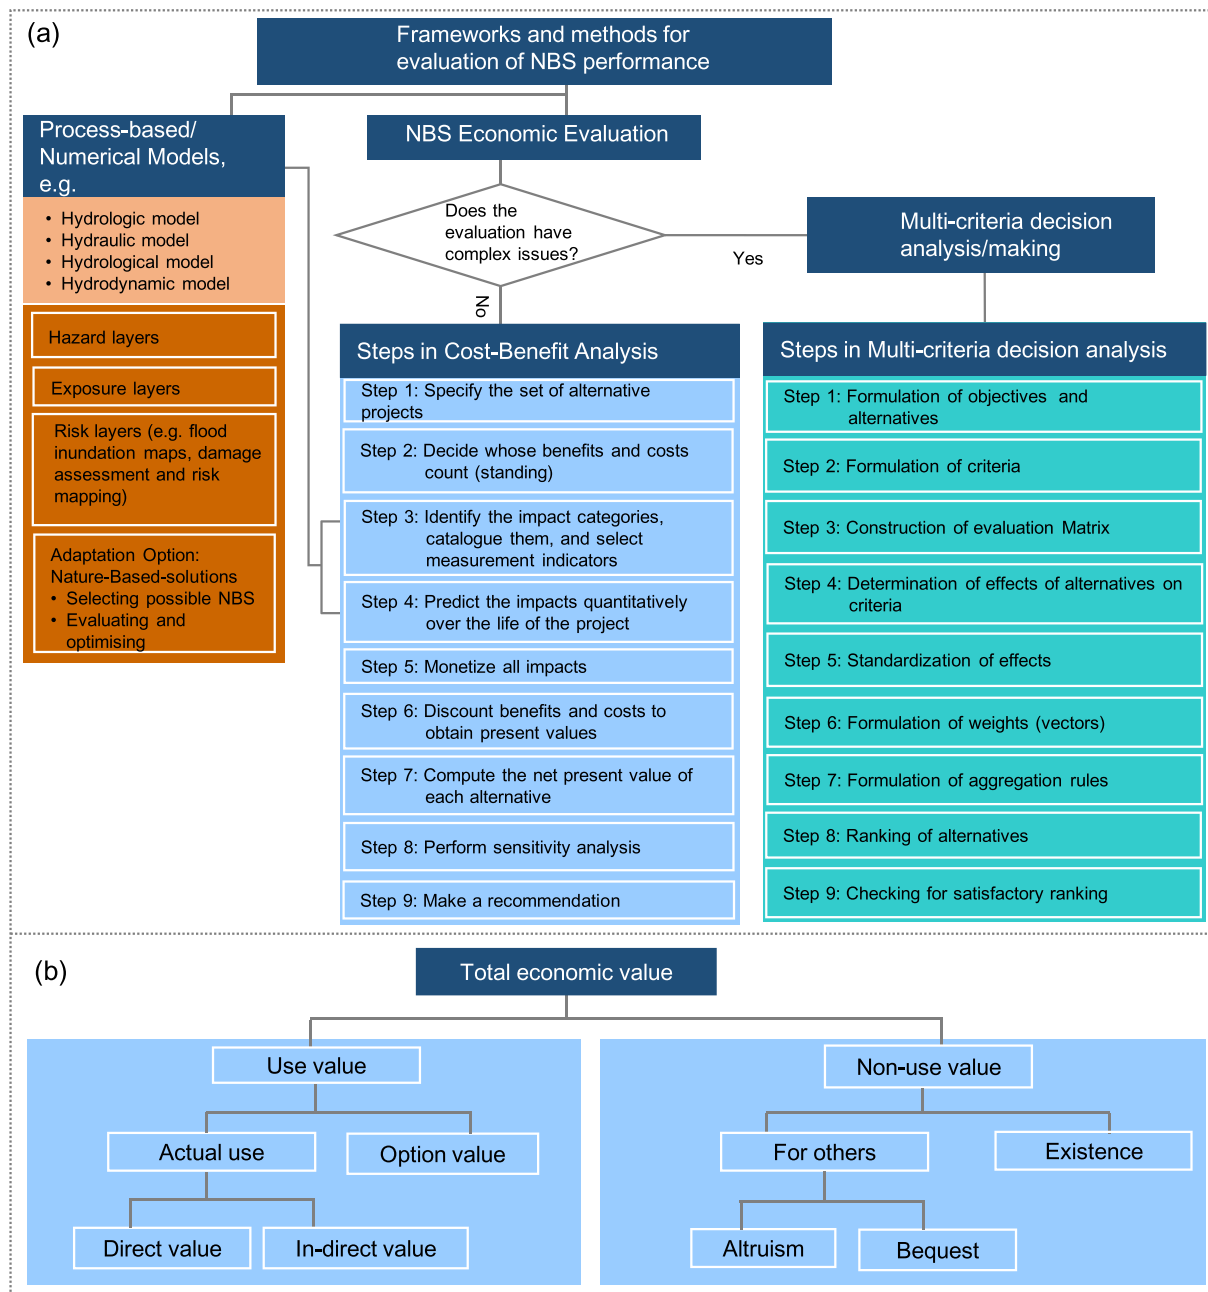 (a)
Frameworks and methods for
evaluation of NBS performance
Process-based/
Numerical Models,
e.g.
• Hydrologic model
• Hydraulic model
• Hydrological model
• Hydrodynamic model
Hazard layers
Exposure layers
Risk layers (e.g. flood
inundation maps, damage
assessment and risk
mapping)
Adaptation Option:
Nature-Based-solutions
• Selecting possible NBS
• Evaluating and
optimising
NBS Economic Evaluation
Does the
evaluation have
complex issues?
Yes
No
Multi-criteria decision
analysis/making
Steps in Cost-Benefit Analysis
Step 1: Specify the set of alternative
projects
Step 2: Decide whose benefits and costs
count (standing)
Step 3: Identify the impact categories,
catalogue them, and select
measurement indicators
Step 4: Predict the impacts quantitatively
over the life of the project
Step 5: Monetize all impacts
Step 6: Discount benefits and costs to
obtain present values
Step 7: Compute the net present value of
each alternative
Step 8: Perform sensitivity analysis
Step 9: Make a recommendation
Steps in Multi-criteria decision analysis
Step 1: Formulation of objectives and
alternatives
Step 2: Formulation of criteria
Step 3: Construction of evaluation Matrix
Step 4: Determination of effects of alternatives on
criteria
Step 5: Standardization of effects
Step 6: Formulation of weights (vectors)
Step 7: Formulation of aggregation rules
Step 8: Ranking of alternatives
Step 9: Checking for satisfactory ranking
(b)
Total economic value
Use value
Actual use
Option value
Direct value
In-direct value
Non-use value
For others
Existence
Altruism
Bequest